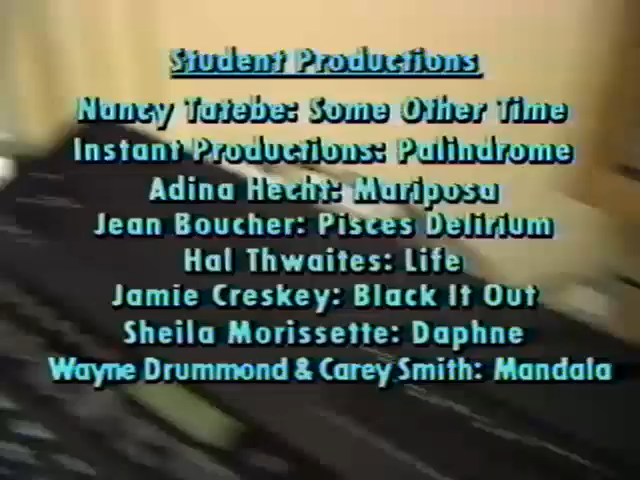 Student Productions
Nancy Tatebe: Some Other Time
Instant Productions: Palindrome
Adina Hecht: Mariposa
Jean Boucher: Pisces Delirium
Hal Thwaites: Life
Jamie Creskey: Black It Out
Sheila Morissette: Daphne
Wayne Drummond & Carey Smith: Mandala